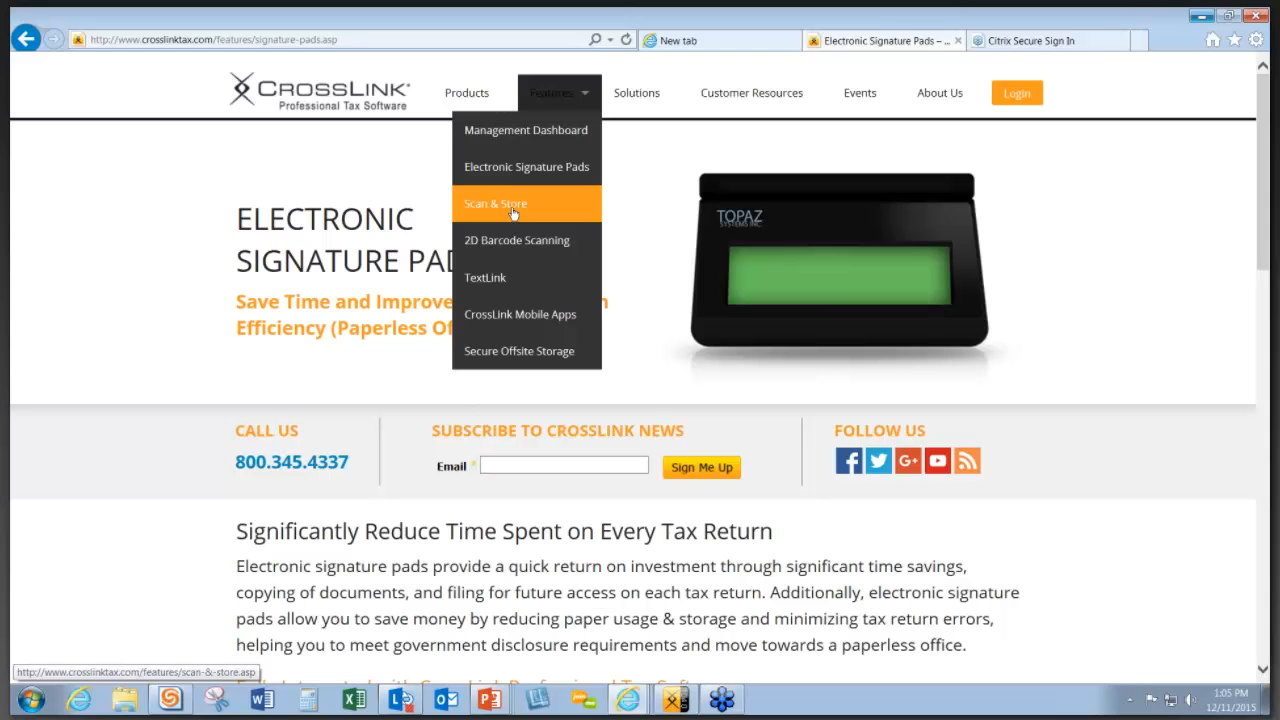 http://www.crosslinktax.com/features/signature-pads.asp
New tab
Electronic Signature Pads – ...
Citrix Secure Sign In
CROSSLINK®
Professional Tax Software
Products
Features
Solutions
Customer Resources
Events
About Us
Login
Management Dashboard
Electronic Signature Pads
Scan & Store
2D Barcode Scanning
TextLink
CrossLink Mobile Apps
Secure Offsite Storage
ELECTRONIC
SIGNATURE PAD
Save Time and Improve
Efficiency (Paperless Of
TOPAZ
SYSTEMS INC.
CALL US
800.345.4337
SUBSCRIBE TO CROSSLINK NEWS
Email *
Sign Me Up
FOLLOW US
Significantly Reduce Time Spent on Every Tax Return
Electronic signature pads provide a quick return on investment through significant time savings,
copying of documents, and filing for future access on each tax return. Additionally, electronic signature
pads allow you to save money by reducing paper usage & storage and minimizing tax return errors,
helping you to meet government disclosure requirements and move towards a paperless office.
http://www.crosslinktax.com/features/scan-&-store.asp
1:05 PM
12/11/2015